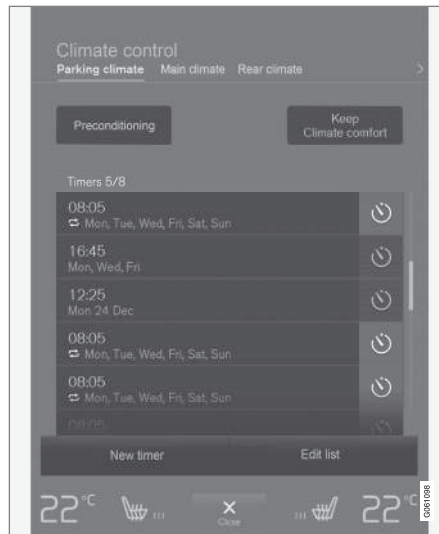 Climate control
Parking climate Main climate Rear climate
Preconditioning
Keep
Climate comfort
Timers 5/8
08:05
Mon, Tue, Wed, Fri, Sat, Sun
16:45
Mon, Wed, Fri
12:25
Mon 24 Dec
08:05
Mon, Tue, Wed, Fri, Sat, Sun
08:05
Mon, Tue, Wed, Fri, Sat, Sun
08:05
New timer Edit list
22°C 22°C
Close
G061098